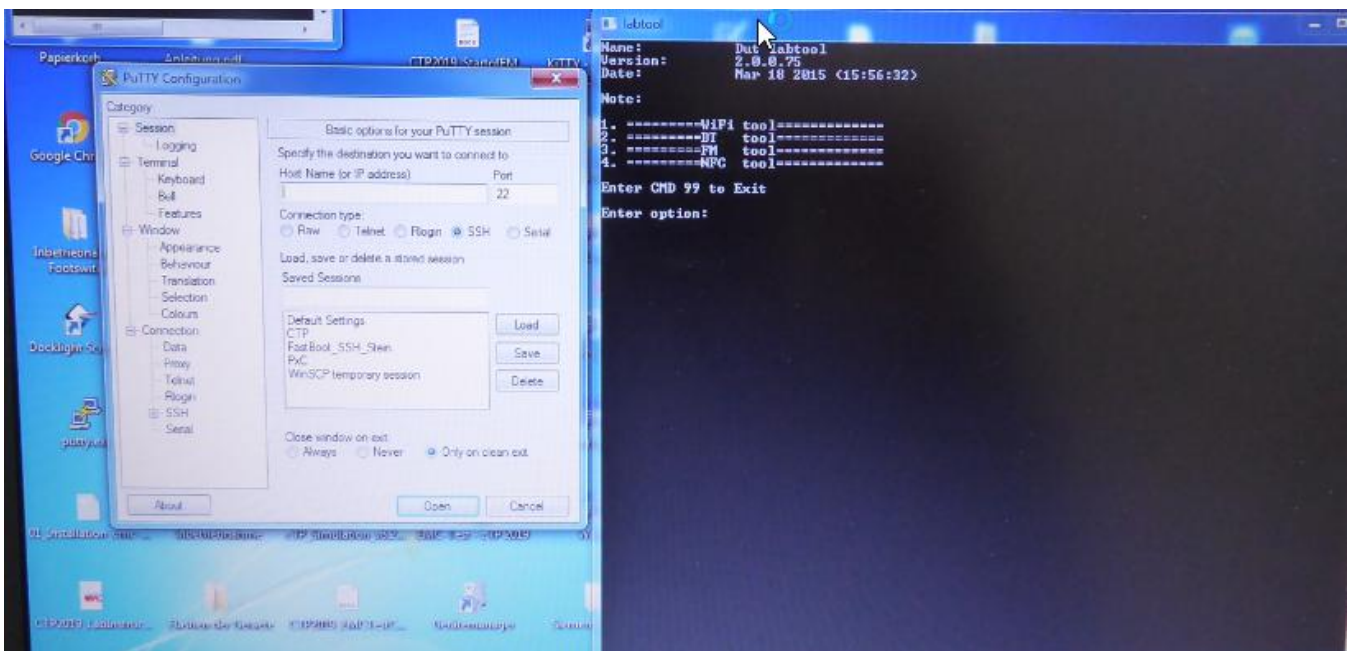 Papierkorb
Anleitung.pdf
PuTTY Configuration
Category:
Session
Logging
Terminal
Keyboard
Bell
Features
Window
Appearance
Behaviour
Translation
Selection
Colours
Connection
Data
Proxy
Telnet
Rlogin
SSH
Serial
Basic options for your PuTTY session
Specify the destination you want to connect to
Host Name (or IP address)
Port
22
Connection type:
Raw
Telnet
Rlogin
SSH
Serial
Load, save or delete a stored session
Saved Sessions
Default Settings
CTP
FastBoot_SSH_Stein
PxC
WinSCP temporary session
Load
Save
Delete
Close window on exit:
Always
Never
Only on clean exit
About
Open
Cancel
Google Chr
labtool
Name: Dut labtool
Version: 2.0.0.75
Date: Mar 18 2015 (15:56:32)
Note:
1. =========WiFi tool=============
2. =========BT tool=============
3. =========FM tool=============
4. =========NFC tool=============
Enter CMD 99 to Exit
Enter option: